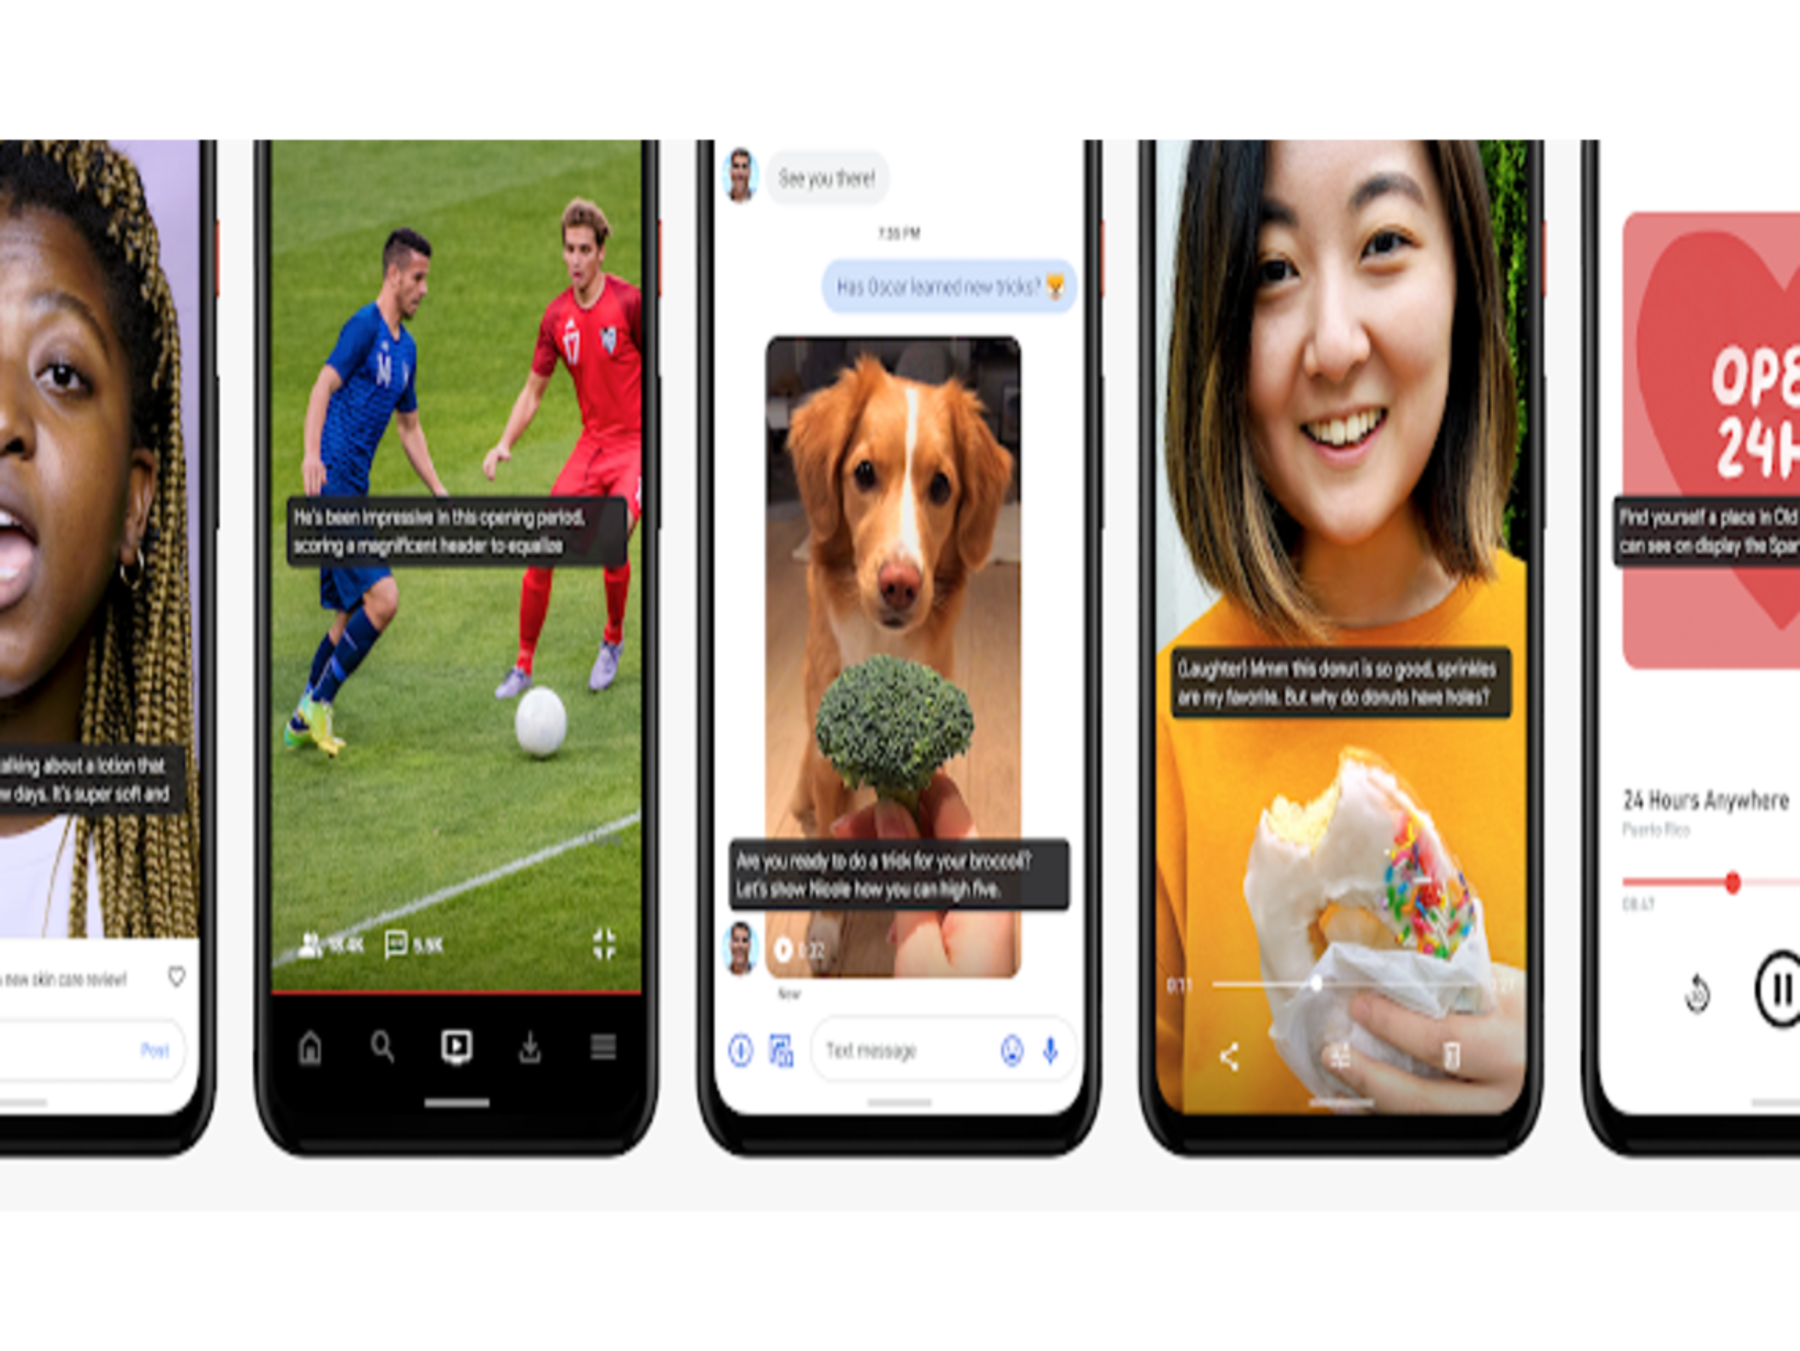 alking about a lotion that
w days. It's super soft and
new skin care review!
Post
14
17
He's been impressive in this opening period,
scoring a magnificent header to equalize
18.4K
5.5K
See you there!
7:35 PM
Has Oscar learned new tricks?
Are you ready to do a trick for your broccoli?
Let's show Nicole how you can high five.
0:32
Now
Text message
(Laughter) Mmm this donut is so good, sprinkles
are my favorite. But why do donuts have holes?
0:11
OPE
24H
Find yourself a place in Old
can see on display the Span
24 Hours Anywhere
Puerto Rico
08:47